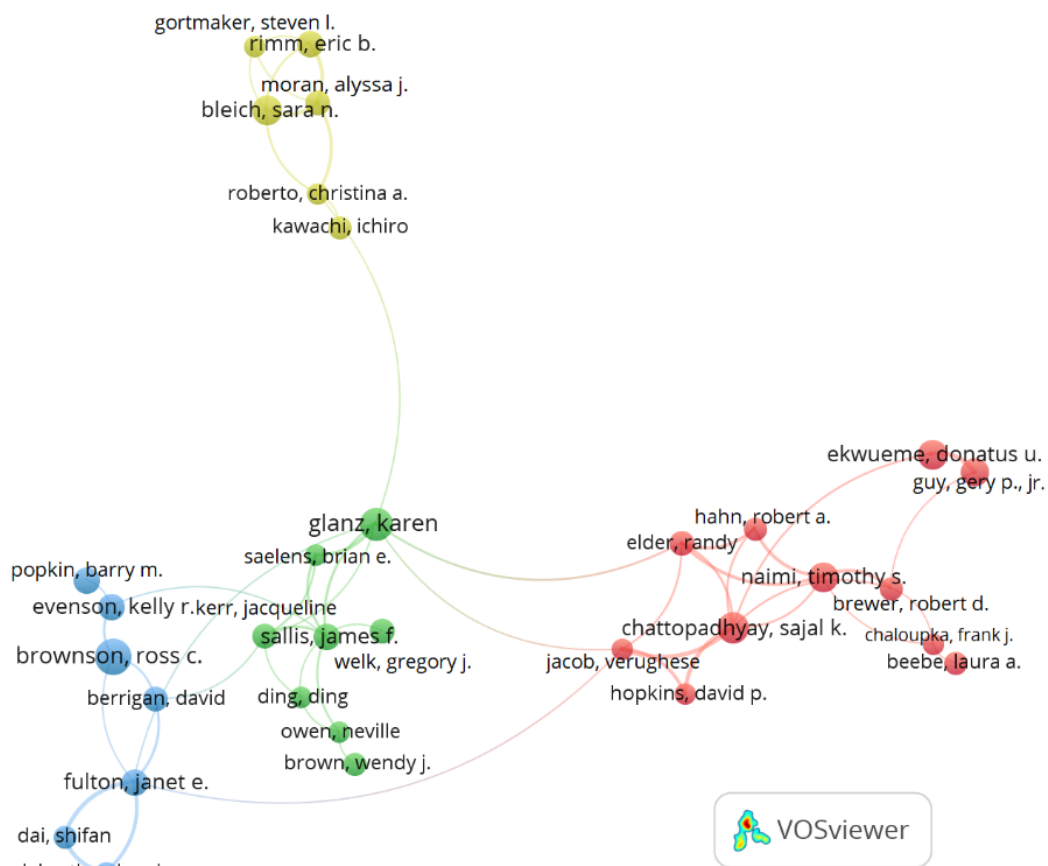 gortmaker, steven l.
rimm, eric b.
moran, alyssa j.
bleich, sara n.
roberto, christina a.
kawachi, ichiro
ekwueme, donatus u.
guy, gery p., jr.
hahn, robert a.
glanz, karen
elder, randy
saelens, brian e.
popkin, barry m.
naimi, timothy s.
evenson, kelly r.
kerr, jacqueline
brewer, robert d.
chattopadhyay, sajal k.
sallis, james f.
chaloupka, frank j.
brownson, ross c.
welk, gregory j.
jacob, verughese
beebe, laura a.
berrigan, david
ding, ding
hopkins, david p.
owen, neville
brown, wendy j.
fulton, janet e.
dai, shifan
VOSviewer